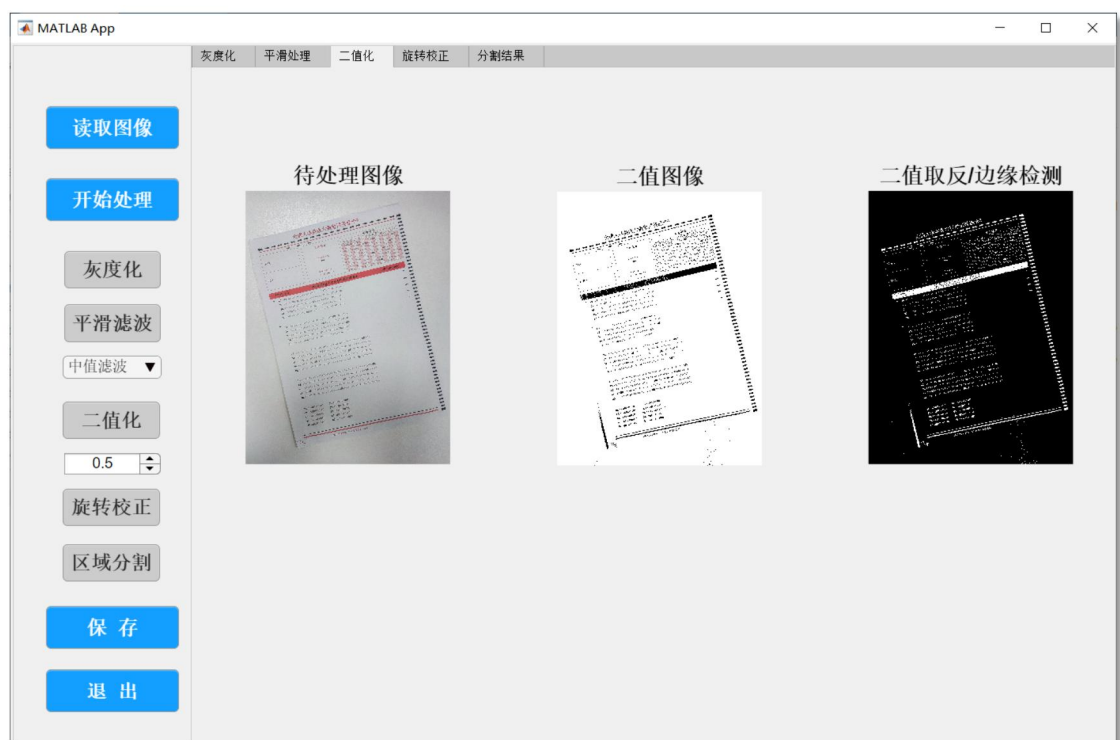 MATLAB App
灰度化 平滑处理 二值化 旋转校正 分割结果
读取图像
开始处理
灰度化
平滑滤波
中值滤波
二值化
0.5
旋转校正
区域分割
保 存
退 出
待处理图像 二值图像 二值取反/边缘检测